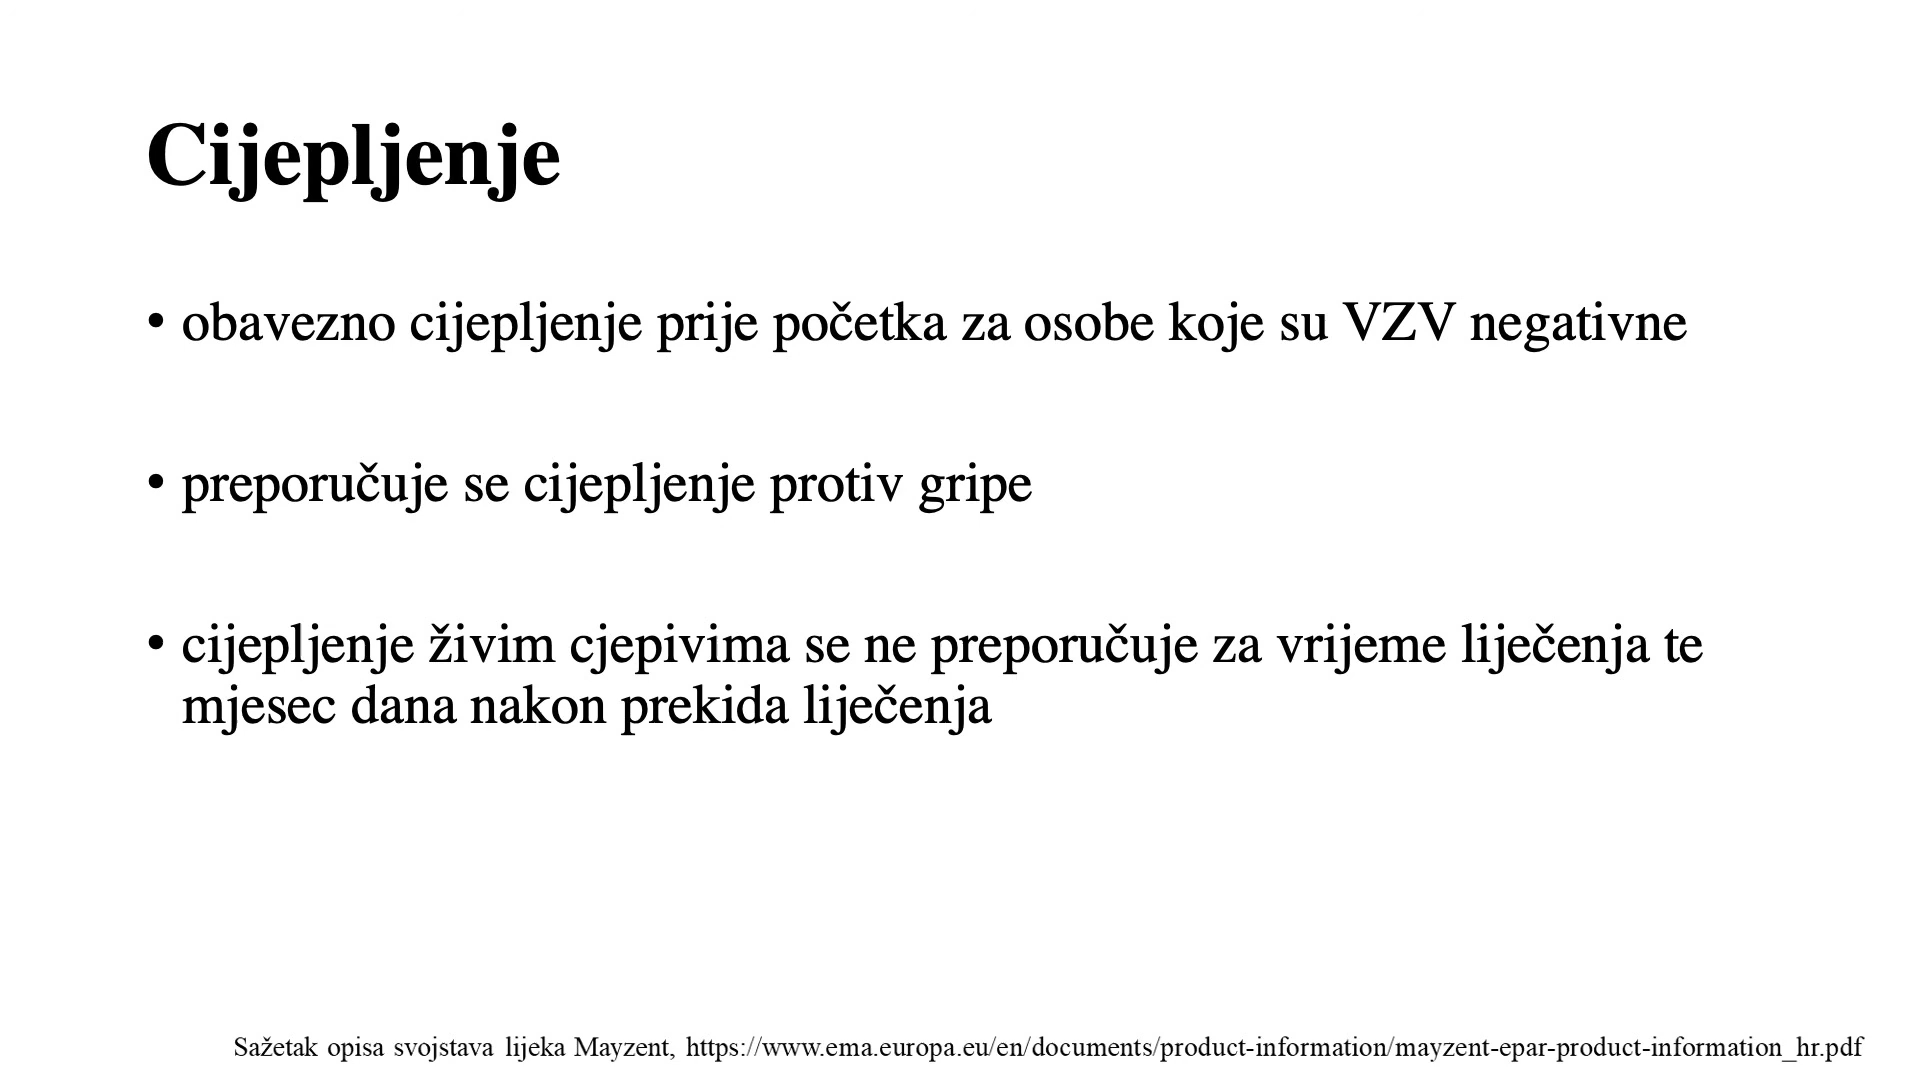 Cijepljenje
• obavezno cijepljenje prije početka za osobe koje su VZV negativne
• preporučuje se cijepljenje protiv gripe
• cijepljenje živim cjepivima se ne preporučuje za vrijeme liječenja te
mjesec dana nakon prekida liječenja
Sažetak opisa svojstava lijeka Mayzent, https://www.ema.europa.eu/en/documents/product-information/mayzent-epar-product-information_hr.pdf